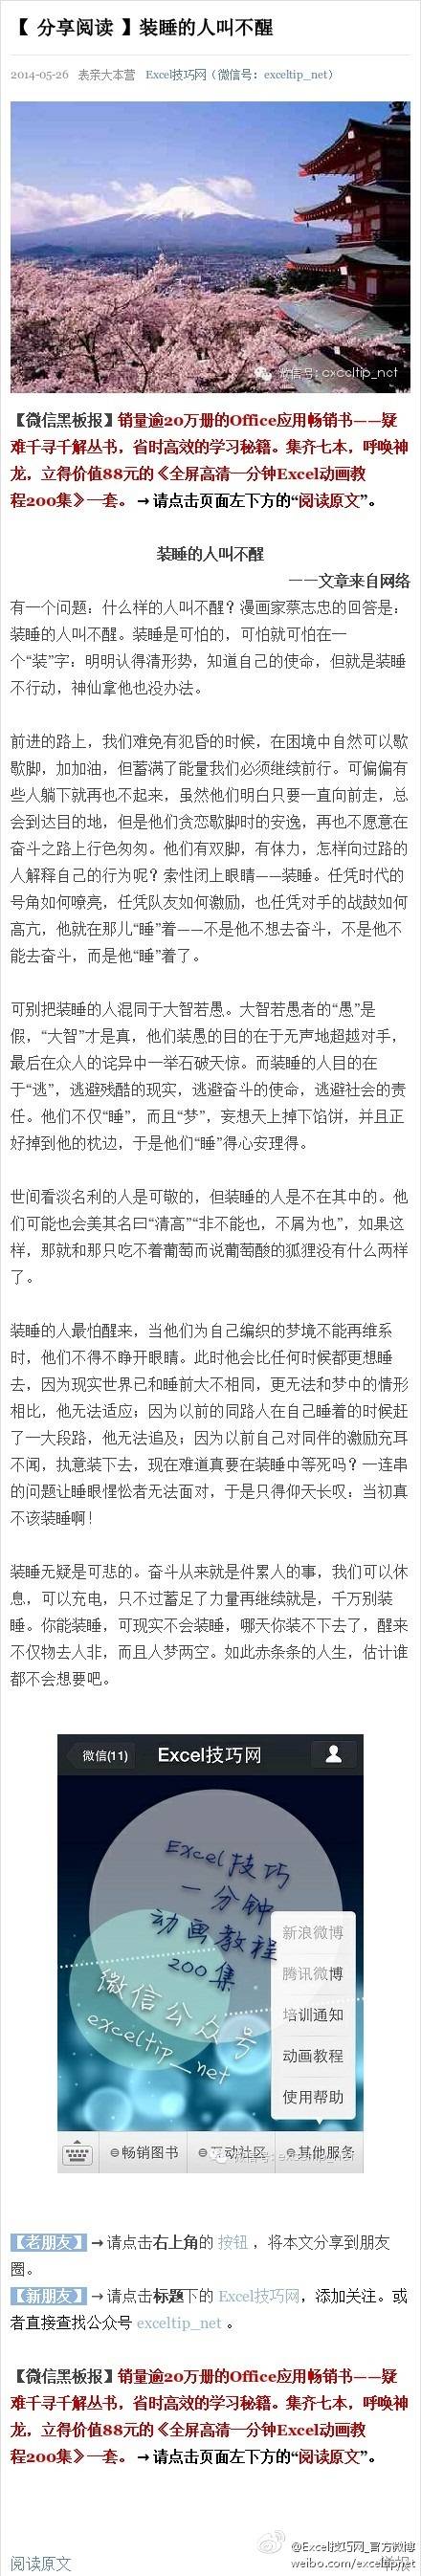 【 分享阅读 】装睡的人叫不醒
2014-05-26 表亲大本营 Excel技巧网（微信号：exceltip_net）
微信号: exceltip_net
【微信黑板报】销量逾20万册的Office应用畅销书——疑
难千寻千解丛书，省时高效的学习秘籍。集齐七本，呼唤神
龙，立得价值88元的《全屏高清一分钟Excel动画教
程200集》一套。 →请点击页面左下方的“阅读原文”。
装睡的人叫不醒
——文章来自网络
有一个问题：什么样的人叫不醒？漫画家蔡志忠的回答是：
装睡的人叫不醒。装睡是可怕的，可怕就可怕在一
个“装”字：明明认得清形势，知道自己的使命，但就是装睡
不行动，神仙拿他也没办法。
前进的路上，我们难免有犯昏的时候，在困境中自然可以歇
歇脚，加加油，但蓄满了能量我们必须继续前行。可偏偏有
些人躺下就再也不起来，虽然他们明白只要一直向前走，总
会到达目的地，但是他们贪恋歇脚时的安逸，再也不愿意在
奋斗之路上行色匆匆。他们有双脚，有体力，怎样向过路的
人解释自己的行为呢？索性闭上眼睛——装睡。任凭时代的
号角如何嘹亮，任凭队友如何激励，也任凭对手的战鼓如何
高亢，他就在那儿“睡”着——不是他不想去奋斗，不是他不
能去奋斗，而是他“睡”着了。
可别把装睡的人混同于大智若愚。大智若愚者的“愚”是
假，“大智”才是真，他们装愚的目的在于无声地超越对手，
最后在众人的诧异中一举石破天惊。而装睡的人目的在
于“逃”，逃避残酷的现实，逃避奋斗的使命，逃避社会的责
任。他们不仅“睡”，而且“梦”，妄想天上掉下馅饼，并且正
好掉到他的枕边，于是他们“睡”得心安理得。
世间看淡名利的人是可敬的，但装睡的人是不在其中的。他
们可能也会美其名曰“清高”“非不能也，不屑为也”，如果这
样，那就和那只吃不着葡萄而说葡萄酸的狐狸没有什么两样
了。
装睡的人最怕醒来，当他们为自己编织的梦境不能再维系
时，他们不得不睁开眼睛。此时他会比任何时候都更想睡
去，因为现实世界已和睡前大不相同，更无法和梦中的情形
相比，他无法适应；因为以前的同路人在自己睡着的时候赶
了一大段路，他无法追及；因为以前自己对同伴的激励充耳
不闻，执意装下去，现在难道真要在装睡中等死吗？一连串
的问题让睡眼惺忪者无法面对，于是只得仰天长叹：当初真
不该装睡啊！
装睡无疑是可悲的。奋斗从来就是件累人的事，我们可以休
息，可以充电，只不过蓄足了力量再继续就是，千万别装
睡。你能装睡，可现实不会装睡，哪天你装不下去了，醒来
不仅物去人非，而且人梦两空。如此赤条条的人生，估计谁
都不会想要吧。
微信(11) Excel技巧网
Excel技巧
一分钟
动画教程
200集
微信公众号
exceltip_net
新浪微博
腾讯微博
培训通知
动画教程
使用帮助
畅销图书 互动社区 其他服务
微信号: exceltip_net
【老朋友】→请点击右上角的 按钮 ，将本文分享到朋友
圈。
【新朋友】→请点击标题下的 Excel技巧网，添加关注。或
者直接查找公众号 exceltip_net 。
【微信黑板报】销量逾20万册的Office应用畅销书——疑
难千寻千解丛书，省时高效的学习秘籍。集齐七本，呼唤神
龙，立得价值88元的《全屏高清一分钟Excel动画教
程200集》一套。 →请点击页面左下方的“阅读原文”。
@Excel技巧网_官方微博
阅读原文 举报
weibo.com/exceltipnet